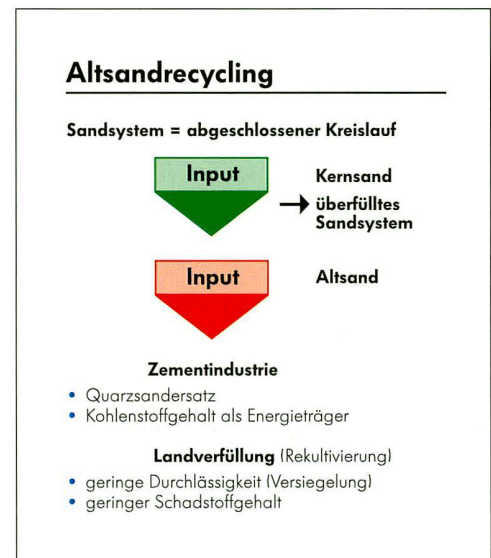 Altsandrecycling
Sandsystem = abgeschlossener Kreislauf
Input Kernsand
→ überfülltes
Sandsystem
Input Altsand
Zementindustrie
• Quarzsandersatz
• Kohlenstoffgehalt als Energieträger
Landverfüllung (Rekultivierung)
• geringe Durchlässigkeit (Versiegelung)
• geringer Schadstoffgehalt